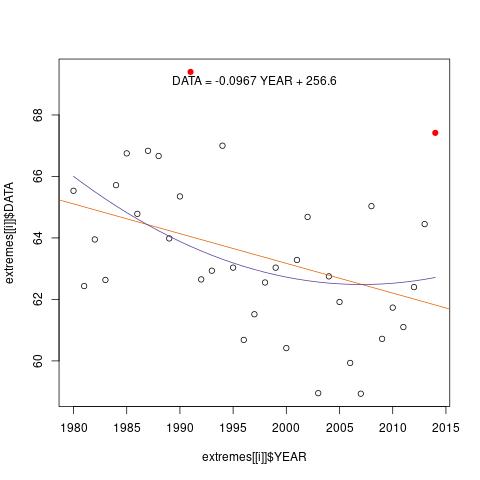 DATA = -0.0967 YEAR + 256.6
extremes[[i]]$DATA
68
66
64
62
60
1980 1985 1990 1995 2000 2005 2010 2015
extremes[[i]]$YEAR